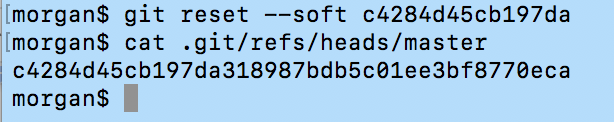 [morgan$ git reset --soft c4284d45cb197da
[morgan$ cat .git/refs/heads/master
c4284d45cb197da318987bdb5c01ee3bf8770eca
morgan$